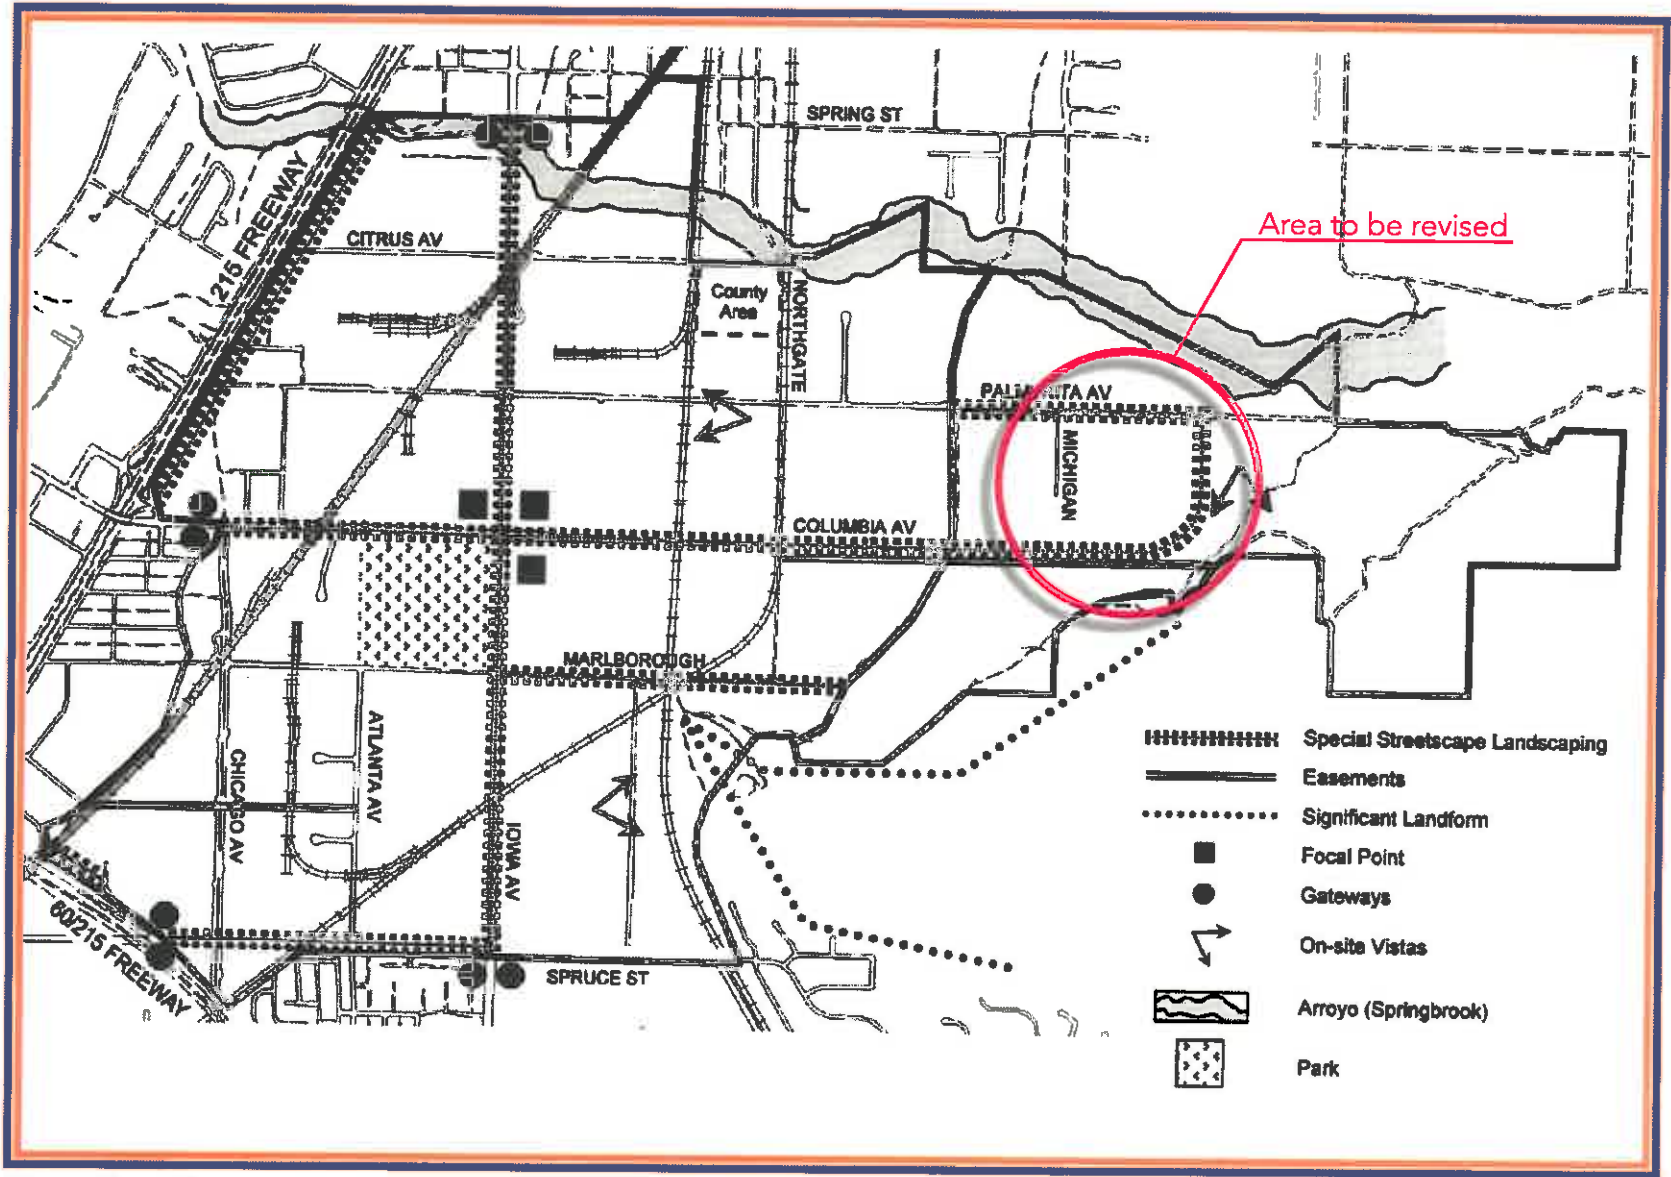 SPRING ST
215 FREEWAY
CITRUS AV
Area to be revised
County
Area
NORTHGATE
MICHIGAN
COLUMBIA AV
MARLBOROUGH
ATLANTA AV
CHICAGO AV
IOWA AV
60/215 FREEWAY
SPRUCE ST
Special Streetscape Landscaping
Easements
Significant Landform
Focal Point
Gateways
On-site Vistas
Arroyo (Springbrook)
Park